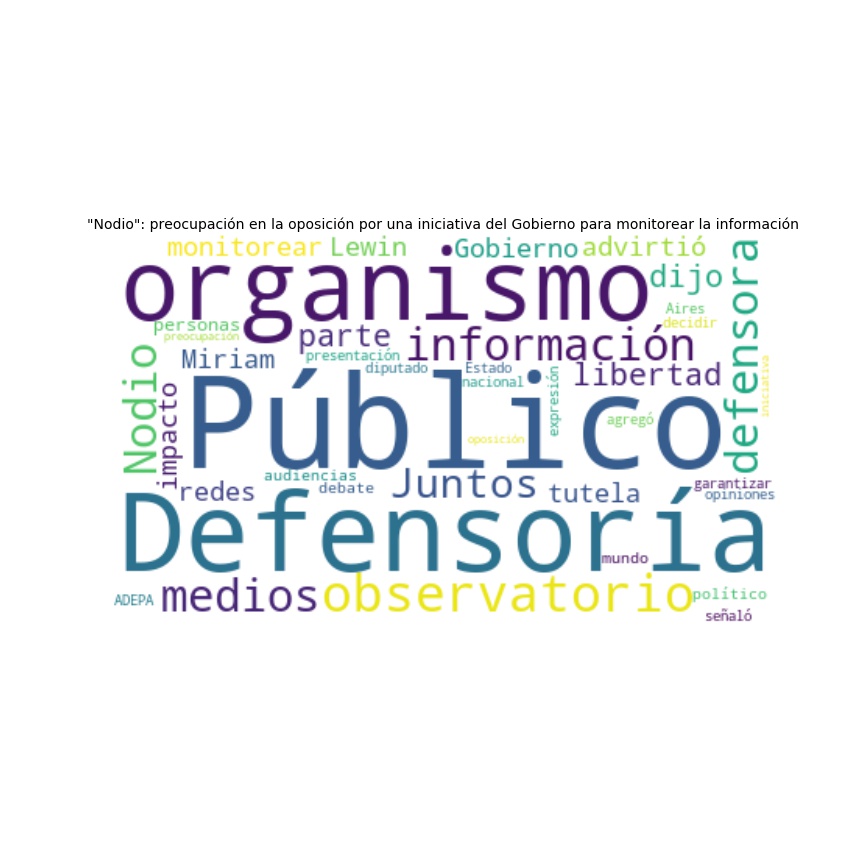 "Nodio": preocupación en la oposición por una iniciativa del Gobierno para monitorear la información
monitorear
Lewin
Gobierno
advirtió
defensora
organismo
dijo
Aires
decidir
personas
preocupación
parte
información
Nodio
Miriam
presentación
diputado
Estado
nacional
libertad
iniciativa
impacto
Público
expresión
agregó
oposición
audiencias
redes
debate
Juntos
tutela
garantizar
opiniones
Defensoría
mundo
ADEPA
medios
observatorio
político
señaló